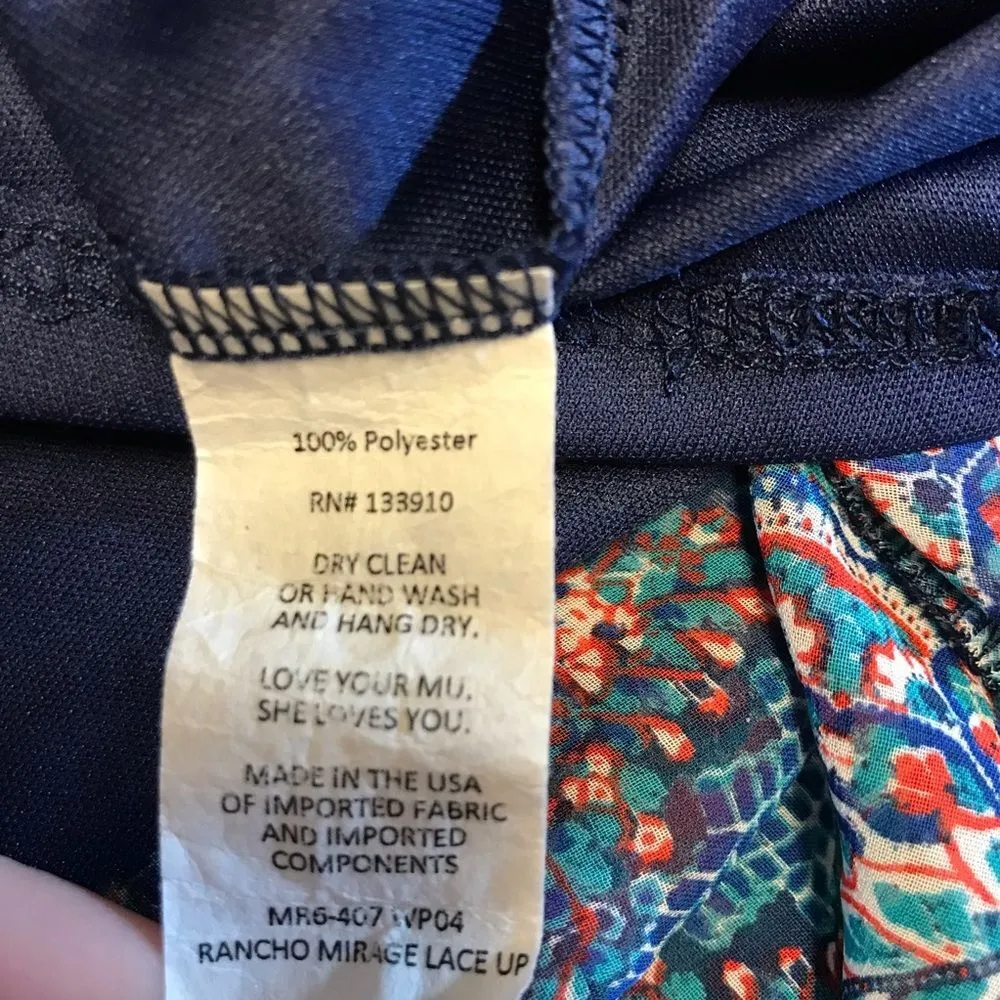 100% Polyester
RN# 133910
DRY CLEAN
OR HAND WASH
AND HANG DRY.
LOVE YOUR MU.
SHE LOVES YOU.
MADE IN THE USA
OF IMPORTED FABRIC
AND IMPORTED
COMPONENTS
MR6-407 WP04
RANCHO MIRAGE LACE UP